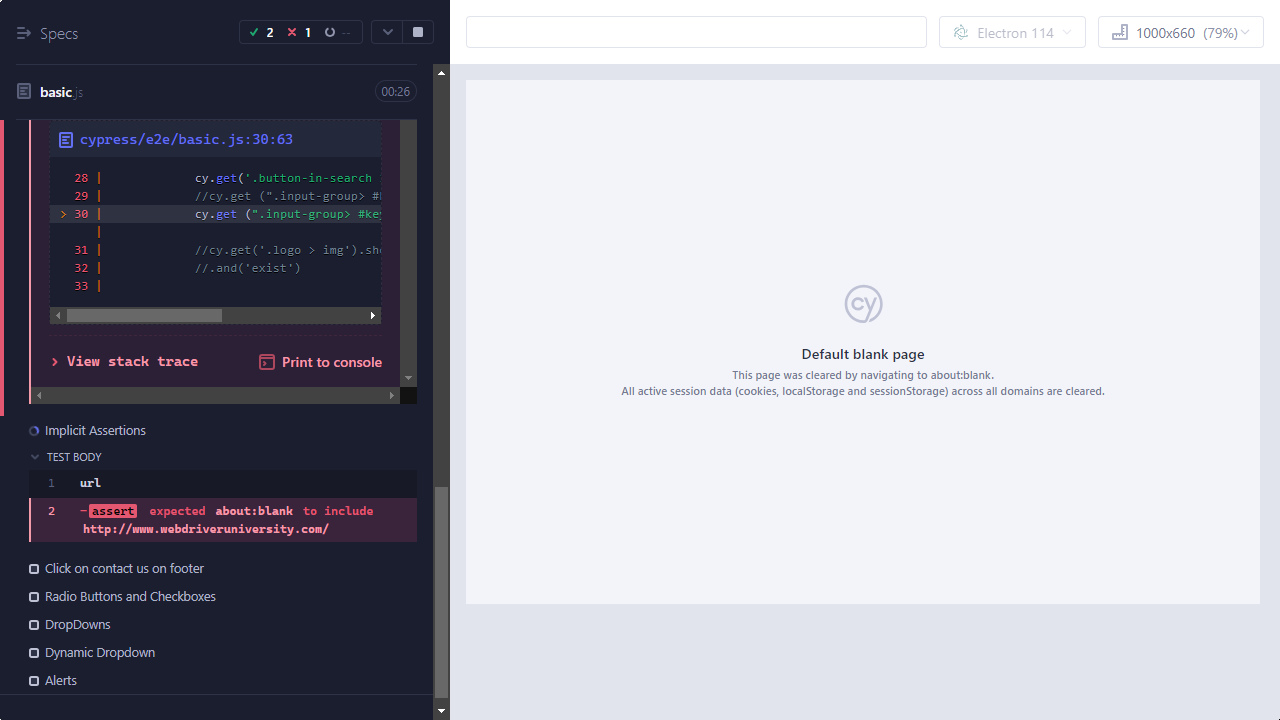 Specs
2
1
--
Electron 114
1000x660 (79%)
basic.js
00:26
cypress/e2e/basic.js:30:63
28 | cy.get('.button-in-search
29 | //cy.get (".input-group> #
> 30 | cy.get (".input-group> #key
|
31 | //cy.get('.logo > img').sho
32 | //.and('exist')
33 |
> View stack trace
Print to console
Implicit Assertions
TEST BODY
1 url
2 -assert expected about:blank to include
http://www.webdriveruniversity.com/
Click on contact us on footer
Radio Buttons and Checkboxes
DropDowns
Dynamic Dropdown
Alerts
cy
Default blank page
This page was cleared by navigating to about:blank.
All active session data (cookies, localStorage and sessionStorage) across all domains are cleared.